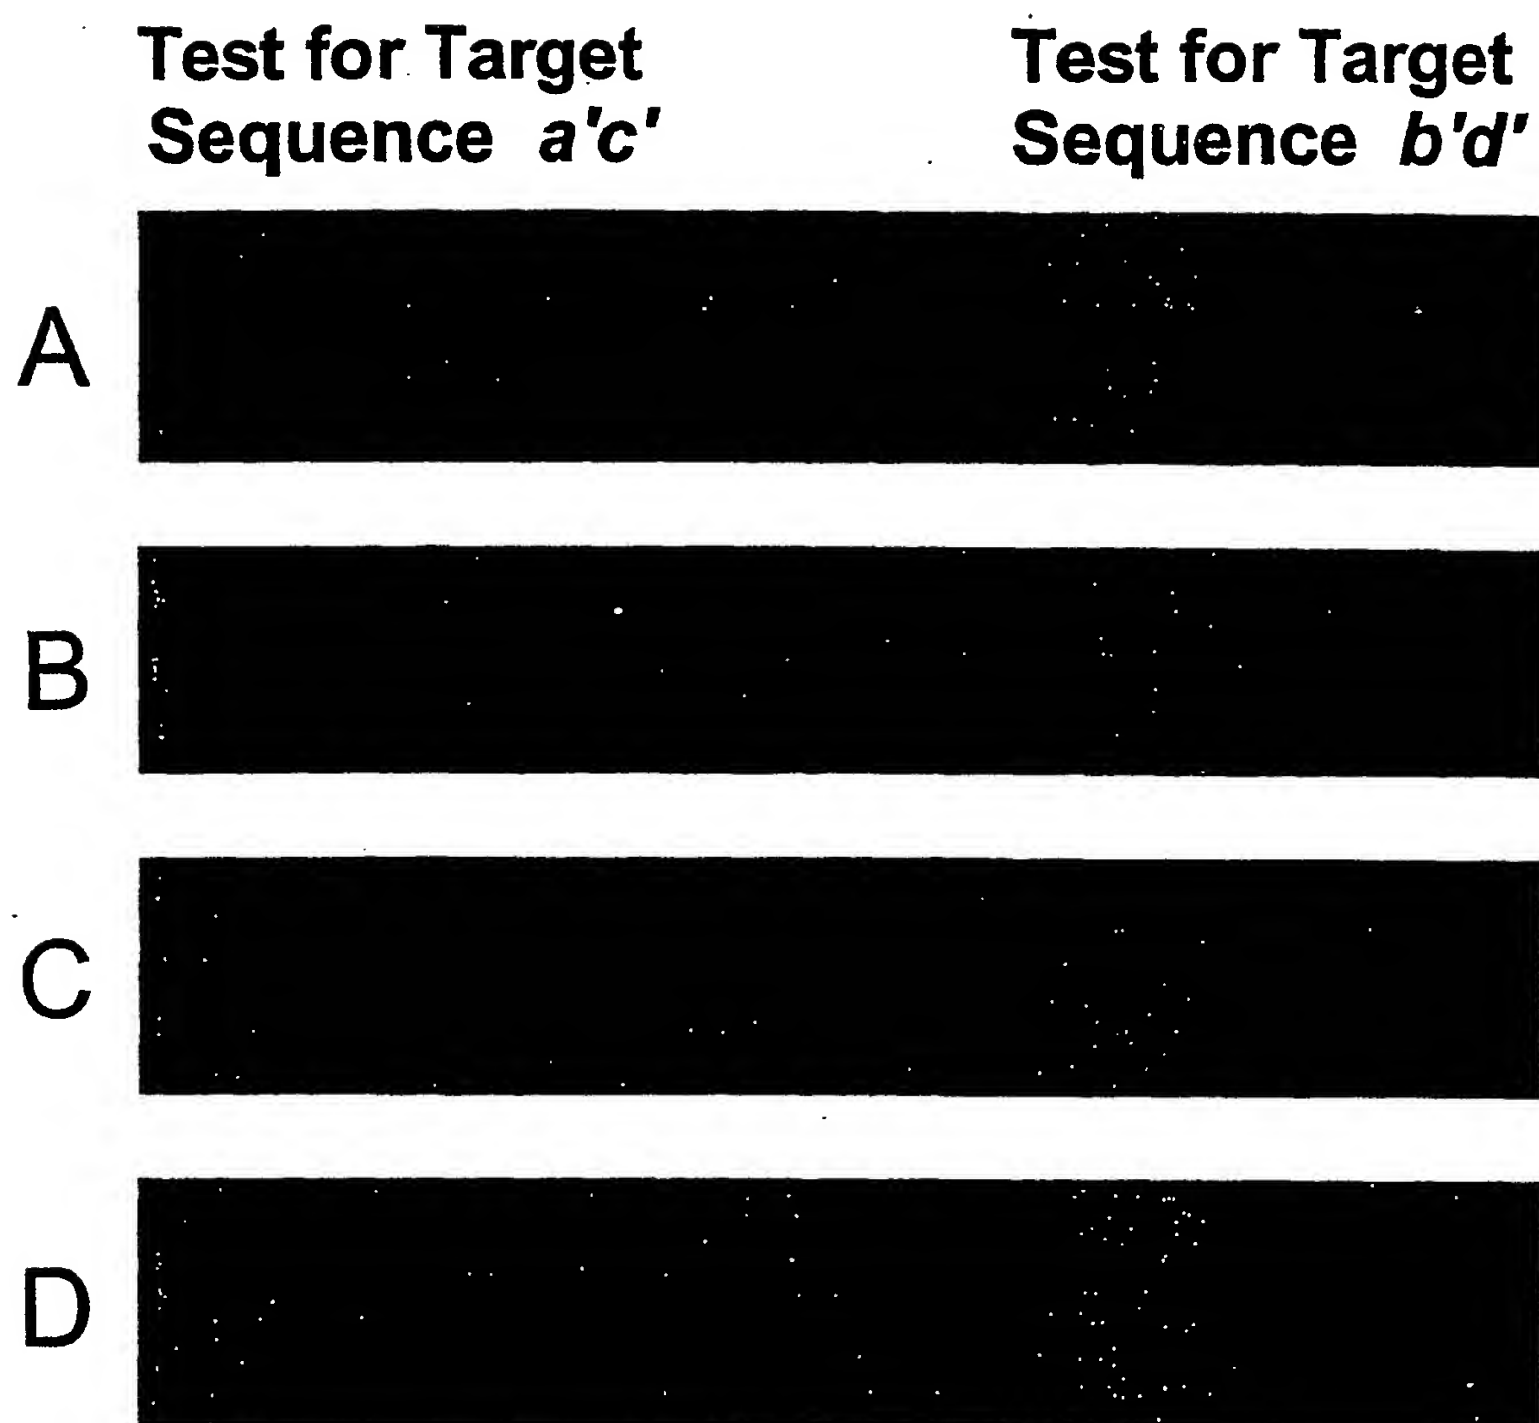 Test for Target
Sequence a'c'
Test for Target
Sequence b'd'
A
B
C
D